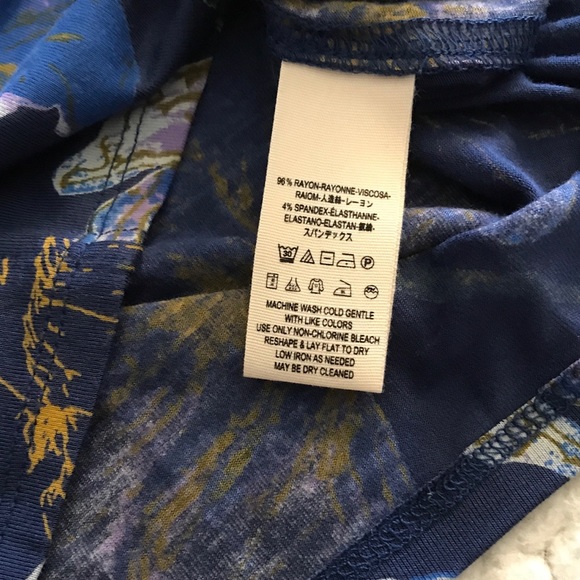 96% RAYON-RAYONNE-VISCOSA-
RAIOM-人造絲-レーヨン
4% SPANDEX-ÉLASTHANNE-
ELASTANO-ELASTAN-氨綸-
スパンデックス
30 P
MACHINE WASH COLD GENTLE
WITH LIKE COLORS
USE ONLY NON-CHLORINE BLEACH
RESHAPE & LAY FLAT TO DRY
LOW IRON AS NEEDED
MAY BE DRY CLEANED